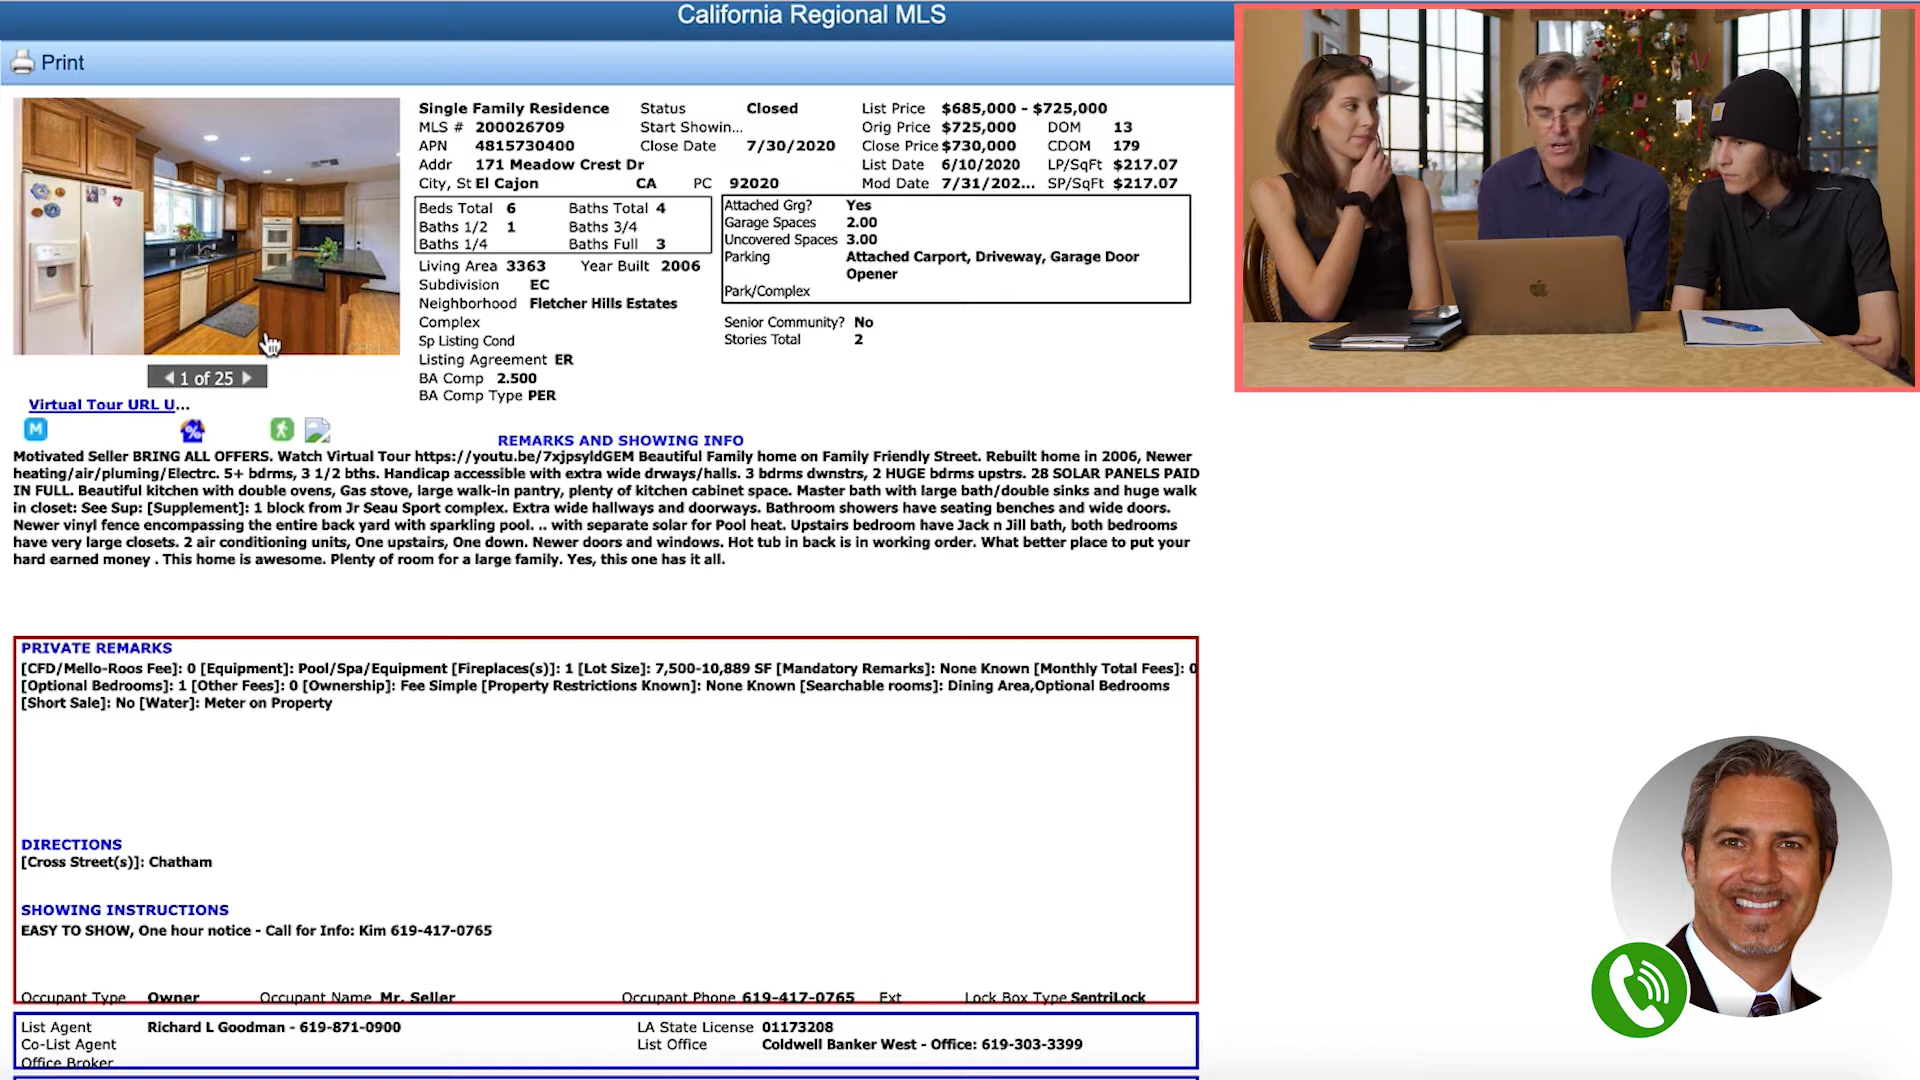 California Regional MLS
Print
1 of 25
Virtual Tour URL U...
Single Family Residence Status Closed List Price $685,000 - $725,000
MLS # 200026709 Start Showin... Orig Price $725,000 DOM 13
APN 4815730400 Close Date 7/30/2020 Close Price $730,000 CDOM 179
Addr 171 Meadow Crest Dr List Date 6/10/2020 LP/SqFt $217.07
City, St El Cajon CA PC 92020 Mod Date 7/31/202... SP/SqFt $217.07
Beds Total 6 Baths Total 4
Baths 1/2 1 Baths 3/4
Baths 1/4 Baths Full 3
Attached Grg? Yes
Garage Spaces 2.00
Uncovered Spaces 3.00
Parking Attached Carport, Driveway, Garage Door
Opener
Park/Complex
Living Area 3363 Year Built 2006
Subdivision EC
Neighborhood Fletcher Hills Estates
Complex
Sp Listing Cond
Listing Agreement ER
BA Comp 2.500
BA Comp Type PER
Senior Community? No
Stories Total 2
M
%
REMARKS AND SHOWING INFO
Motivated Seller BRING ALL OFFERS. Watch Virtual Tour https://youtu.be/7xjpsyldGEM Beautiful Family home on Family Friendly Street. Rebuilt home in 2006, Newer
heating/air/pluming/Electrc. 5+ bdrms, 3 1/2 bths. Handicap accessible with extra wide drways/halls. 3 bdrms dwnstrs, 2 HUGE bdrms upstrs. 28 SOLAR PANELS PAID
IN FULL. Beautiful kitchen with double ovens, Gas stove, large walk-in pantry, plenty of kitchen cabinet space. Master bath with large bath/double sinks and huge walk
in closet: See Sup: [Supplement]: 1 block from Jr Seau Sport complex. Extra wide hallways and doorways. Bathroom showers have seating benches and wide doors.
Newer vinyl fence encompassing the entire back yard with sparkling pool. .. with separate solar for Pool heat. Upstairs bedroom have Jack n Jill bath, both bedrooms
have very large closets. 2 air conditioning units, One upstairs, One down. Newer doors and windows. Hot tub in back is in working order. What better place to put your
hard earned money . This home is awesome. Plenty of room for a large family. Yes, this one has it all.
PRIVATE REMARKS
[CFD/Mello-Roos Fee]: 0 [Equipment]: Pool/Spa/Equipment [Fireplaces(s)]: 1 [Lot Size]: 7,500-10,889 SF [Mandatory Remarks]: None Known [Monthly Total Fees]: 0
[Optional Bedrooms]: 1 [Other Fees]: 0 [Ownership]: Fee Simple [Property Restrictions Known]: None Known [Searchable rooms]: Dining Area,Optional Bedrooms
[Short Sale]: No [Water]: Meter on Property
DIRECTIONS
[Cross Street(s)]: Chatham
SHOWING INSTRUCTIONS
EASY TO SHOW, One hour notice - Call for Info: Kim 619-417-0765
Occupant Type Owner Occupant Name Mr. Seller Occupant Phone 619-417-0765 Ext Lock Box Type SentriLock
List Agent Richard L Goodman - 619-871-0900 LA State License 01173208
Co-List Agent List Office Coldwell Banker West - Office: 619-303-3399
Office Broker